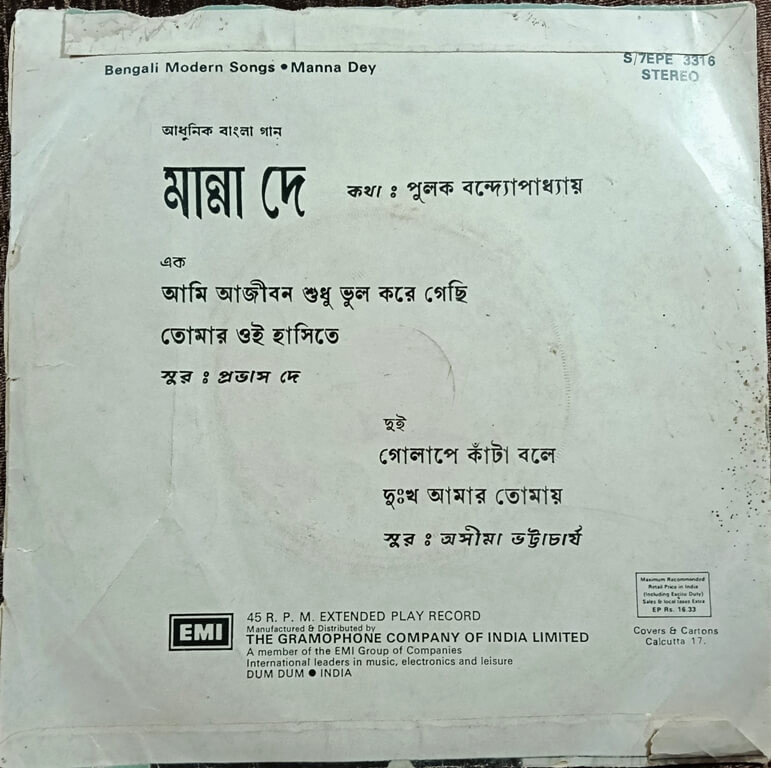 Bengali Modern Songs • Manna Dey
S/7EPE 3316
STEREO
আধুনিক বাংলা গান
মান্না দে
কথা : পুলক বন্দ্যোপাধ্যায়
এক
আমি আজীবন শুধু ভুল করে গেছি
তোমার ওই হাসিতে
সুর : প্রভাস দে
দুই
গোলাপে কাঁটা বলে
দুঃখ আমার তোমায়
সুর : অসীমা ভট্টাচার্য
EMI
45 R. P. M. EXTENDED PLAY RECORD
Manufactured & Distributed by
THE GRAMOPHONE COMPANY OF INDIA LIMITED
A member of the EMI Group of Companies
International leaders in music, electronics and leisure
DUM DUM • INDIA
Maximum Recommended
Retail Price in India
(Including Excise Duty)
Sales & local taxes Extra
EP Rs. 16.33
Covers & Cartons
Calcutta 17.